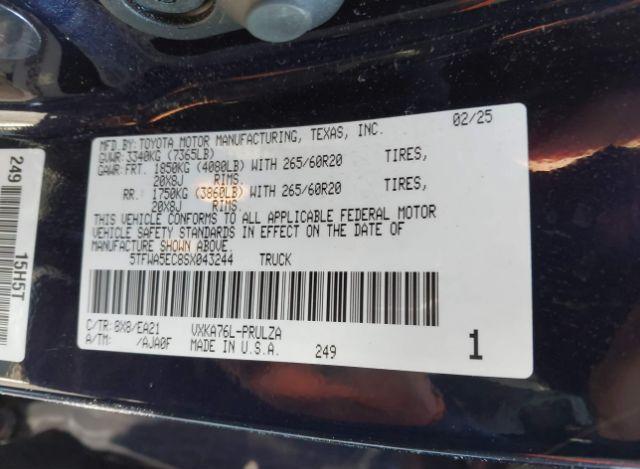 MFD.BY:TOYOTA MOTOR MANUFACTURING, TEXAS, INC. 02/25
GVWR:3340KG (7365LB)
GAWR:FRT. 1850KG (4080LB) WITH 265/60R20 TIRES,
20X8J RIMS
RR. 1750KG (3860LB) WITH 265/60R20 TIRES,
20X8J RIMS
THIS VEHICLE CONFORMS TO ALL APPLICABLE FEDERAL MOTOR
VEHICLE SAFETY STANDARDS IN EFFECT ON THE DATE OF
MANUFACTURE SHOWN ABOVE.
5TFWA5EC8SX043244 TRUCK
C/TR:8X8/EA21 VXKA76L-PRULZA
A/TM: /AJA0F MADE IN U.S.A. 249 1
249 15H5T